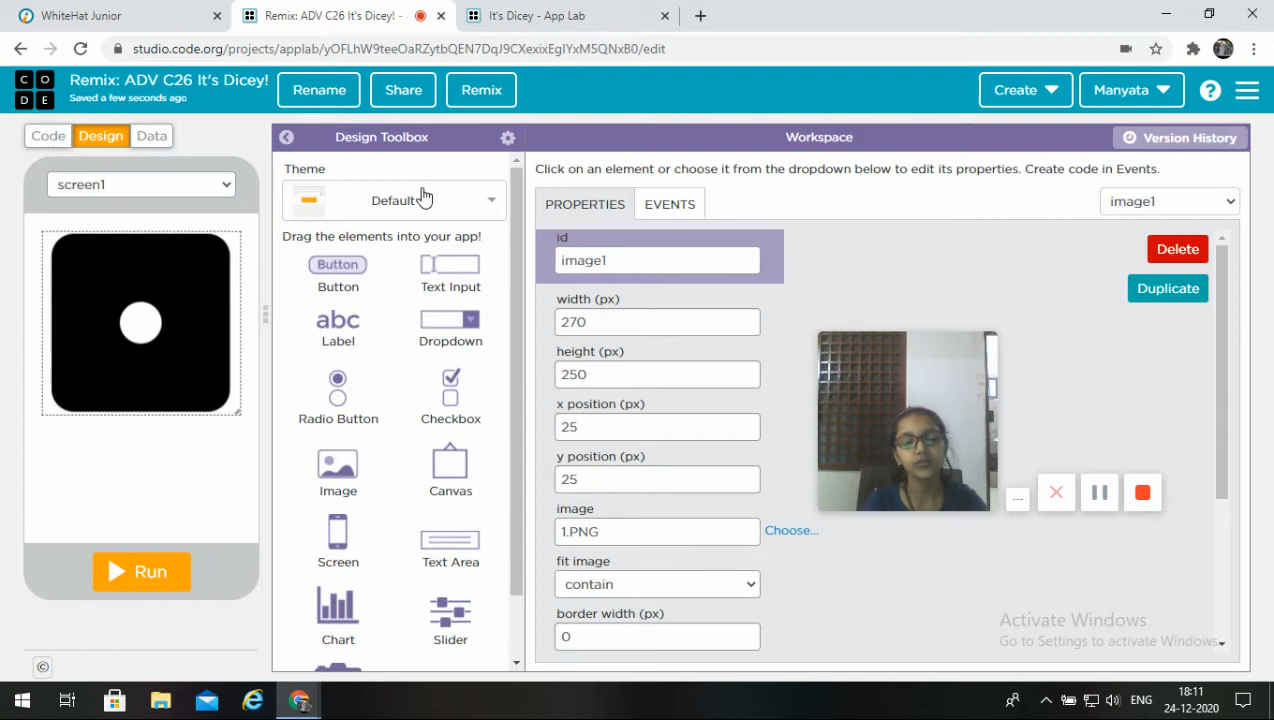 WhiteHat Junior
Remix: ADV C26 It's Dicey! -
It's Dicey - App Lab
studio.code.org/projects/applab/yOFLhW9teeOaRZytbQEN7DqJ9CXexixEgIYxM5QNxB0/edit
C O
D E
Remix: ADV C26 It's Dicey!
Saved a few seconds ago
Rename
Share
Remix
Create
Manyata
?
Code
Design
Data
Design Toolbox
Workspace
Version History
screen1
Theme
Default
Drag the elements into your app!
Button
Button
Text Input
abc
Label
Dropdown
Radio Button
Checkbox
Image
Canvas
Screen
Text Area
Chart
Slider
Run
©
Click on an element or choose it from the dropdown below to edit its properties. Create code in Events.
PROPERTIES
EVENTS
image1
id
image1
Delete
Duplicate
width (px)
270
height (px)
250
x position (px)
25
y position (px)
25
image
1.PNG
Choose...
fit image
contain
border width (px)
0
...
Activate Windows
Go to Settings to activate Windows.
ENG
18:11
24-12-2020